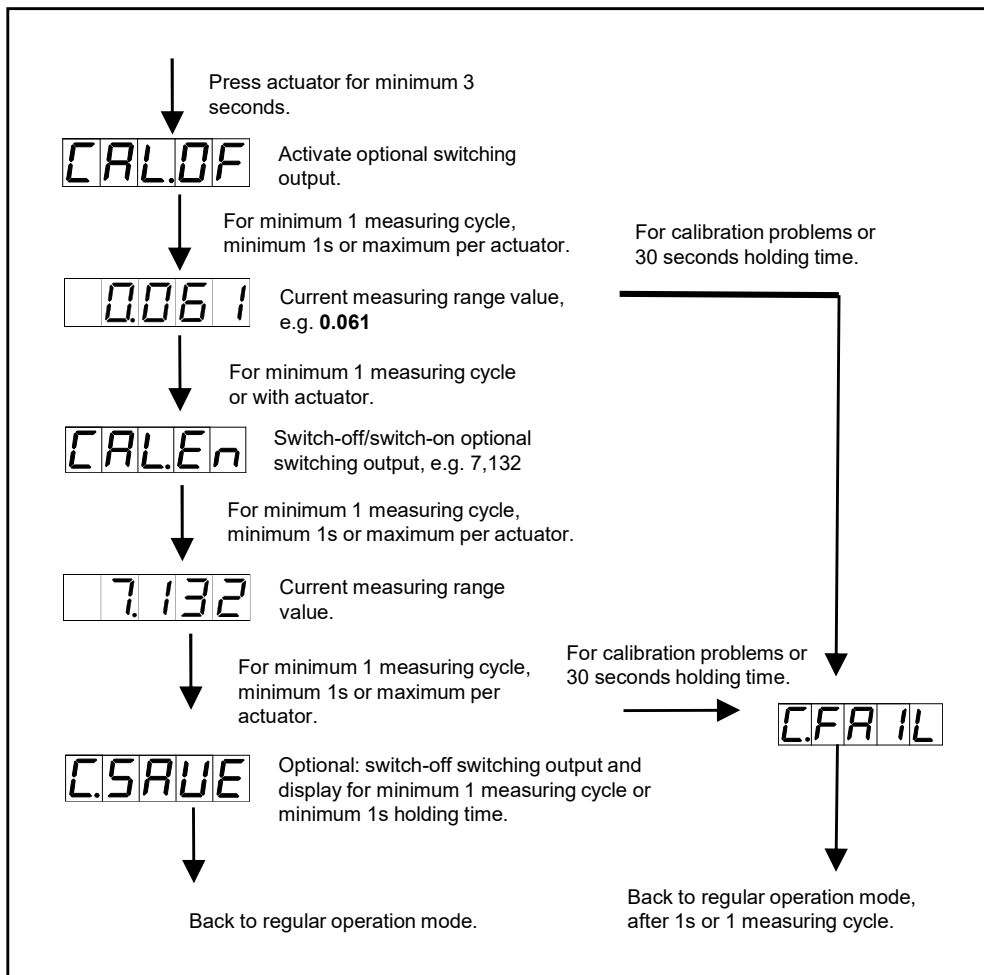 Press actuator for minimum 3
seconds.
CAL.OF
Activate optional switching
output.
For minimum 1 measuring cycle,
minimum 1s or maximum per actuator.
For calibration problems or
30 seconds holding time.
0.061
Current measuring range value,
e.g. 0.061
For minimum 1 measuring cycle
or with actuator.
CAL.En
Switch-off/switch-on optional
switching output, e.g. 7,132
For minimum 1 measuring cycle,
minimum 1s or maximum per actuator.
7.132
Current measuring range
value.
For minimum 1 measuring cycle,
minimum 1s or maximum per
actuator.
For calibration problems or
30 seconds holding time.
C.FAIL
C.SAVE
Optional: switch-off switching output and
display for minimum 1 measuring cycle or
minimum 1s holding time.
Back to regular operation mode.
Back to regular operation mode,
after 1s or 1 measuring cycle.